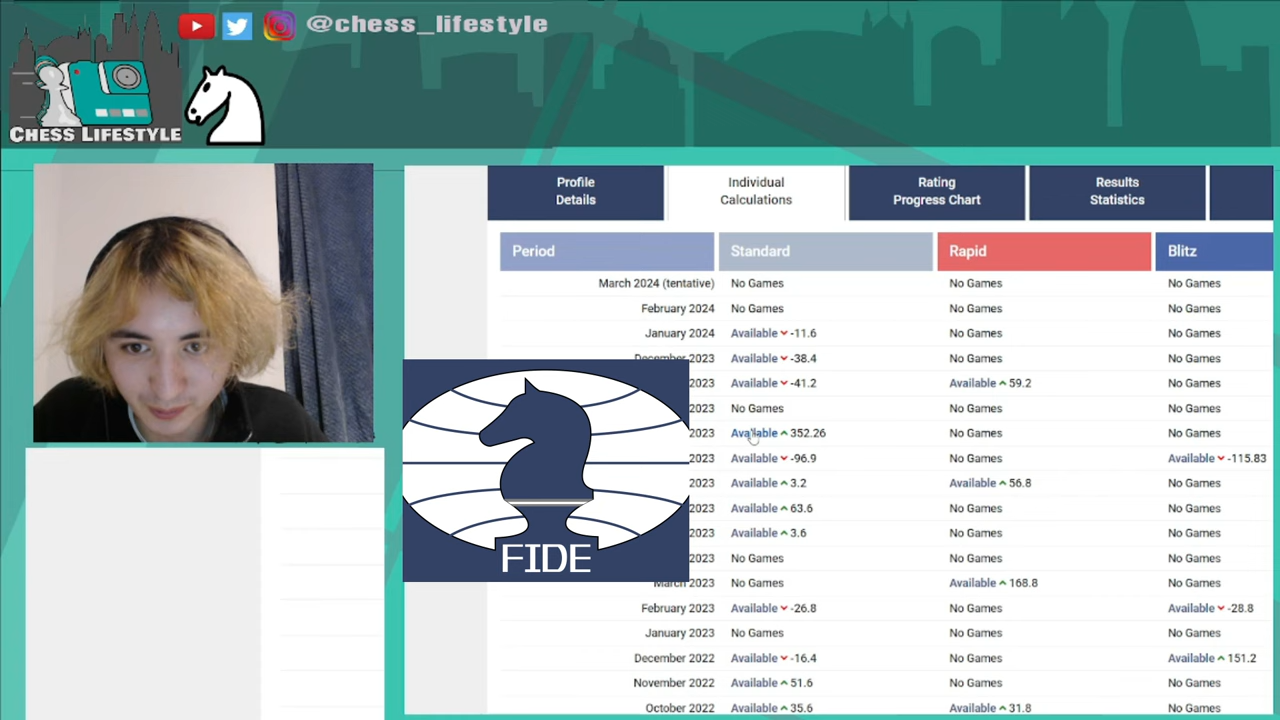 @chess_lifestyle
CHESS LIFESTYLE
Profile Details
Individual Calculations
Rating Progress Chart
Results Statistics
Period Standard Rapid Blitz
March 2024 (tentative) No Games No Games No Games
February 2024 No Games No Games No Games
January 2024 Available -11.6 No Games No Games
December 2023 Available -38.4 No Games No Games
2023 Available -41.2 Available 59.2 No Games
2023 No Games No Games No Games
2023 Available 352.26 No Games No Games
2023 Available -96.9 No Games Available -115.83
2023 Available 3.2 Available 56.8 No Games
2023 Available 63.6 No Games No Games
2023 Available 3.6 No Games No Games
2023 No Games No Games No Games
March 2023 No Games Available 168.8 No Games
February 2023 Available -26.8 No Games Available -28.8
January 2023 No Games No Games No Games
December 2022 Available -16.4 No Games Available 151.2
November 2022 Available 51.6 No Games No Games
October 2022 Available 35.6 Available 31.8 No Games
FIDE